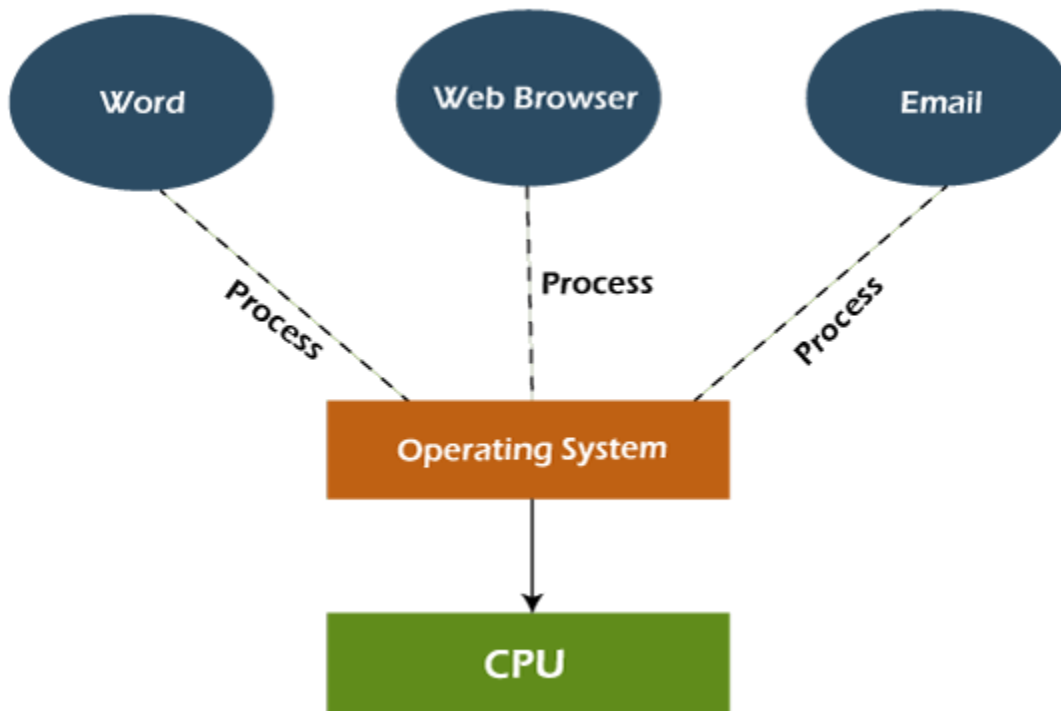 Word
Web Browser
Email
Process
Process
Process
Operating System
CPU